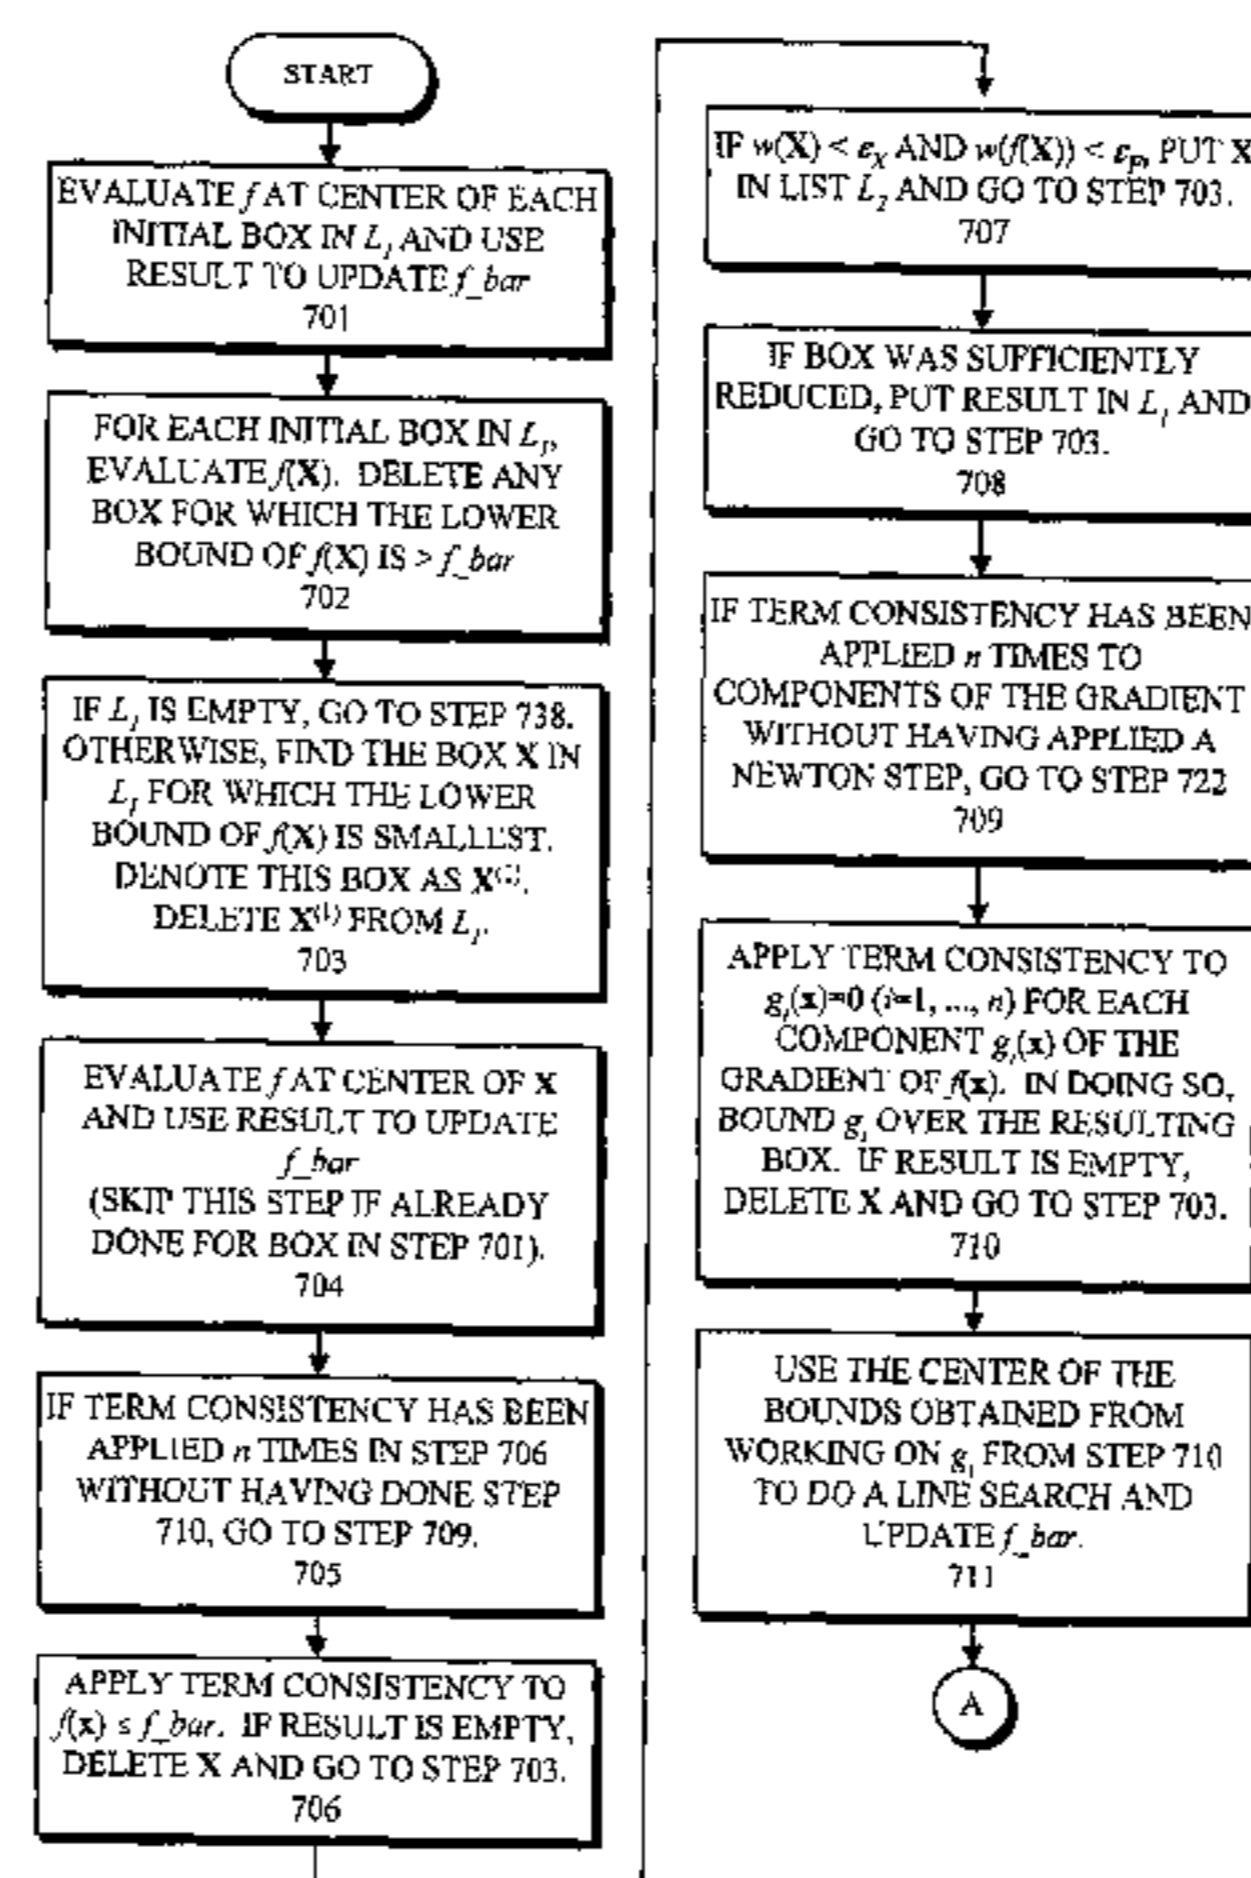 START
EVALUATE f AT CENTER OF EACH
INITIAL BOX IN L₁ AND USE
RESULT TO UPDATE f_bar
701
FOR EACH INITIAL BOX IN L₁,
EVALUATE f(X). DELETE ANY
BOX FOR WHICH THE LOWER
BOUND OF f(X) IS > f_bar
702
IF L₁ IS EMPTY, GO TO STEP 738.
OTHERWISE, FIND THE BOX X IN
L₁ FOR WHICH THE LOWER
BOUND OF f(X) IS SMALLEST.
DENOTE THIS BOX AS X⁽¹⁾.
DELETE X⁽¹⁾ FROM L₁.
703
EVALUATE f AT CENTER OF X
AND USE RESULT TO UPDATE
f_bar
(SKIP THIS STEP IF ALREADY
DONE FOR BOX IN STEP 701).
704
IF TERM CONSISTENCY HAS BEEN
APPLIED n TIMES IN STEP 706
WITHOUT HAVING DONE STEP
710, GO TO STEP 709.
705
APPLY TERM CONSISTENCY TO
f(x) ≤ f_bar. IF RESULT IS EMPTY,
DELETE X AND GO TO STEP 703.
706
IF w(X) < ε_X AND w(f(X)) < ε_F, PUT X
IN LIST L₂ AND GO TO STEP 703.
707
IF BOX WAS SUFFICIENTLY
REDUCED, PUT RESULT IN L₁ AND
GO TO STEP 703.
708
IF TERM CONSISTENCY HAS BEEN
APPLIED n TIMES TO
COMPONENTS OF THE GRADIENT
WITHOUT HAVING APPLIED A
NEWTON STEP, GO TO STEP 722
709
APPLY TERM CONSISTENCY TO
gᵢ(x)=0 (i=1, ..., n) FOR EACH
COMPONENT gᵢ(x) OF THE
GRADIENT OF f(x). IN DOING SO,
BOUND gᵢ OVER THE RESULTING
BOX. IF RESULT IS EMPTY,
DELETE X AND GO TO STEP 703.
710
USE THE CENTER OF THE
BOUNDS OBTAINED FROM
WORKING ON gᵢ FROM STEP 710
TO DO A LINE SEARCH AND
UPDATE f_bar.
711
A